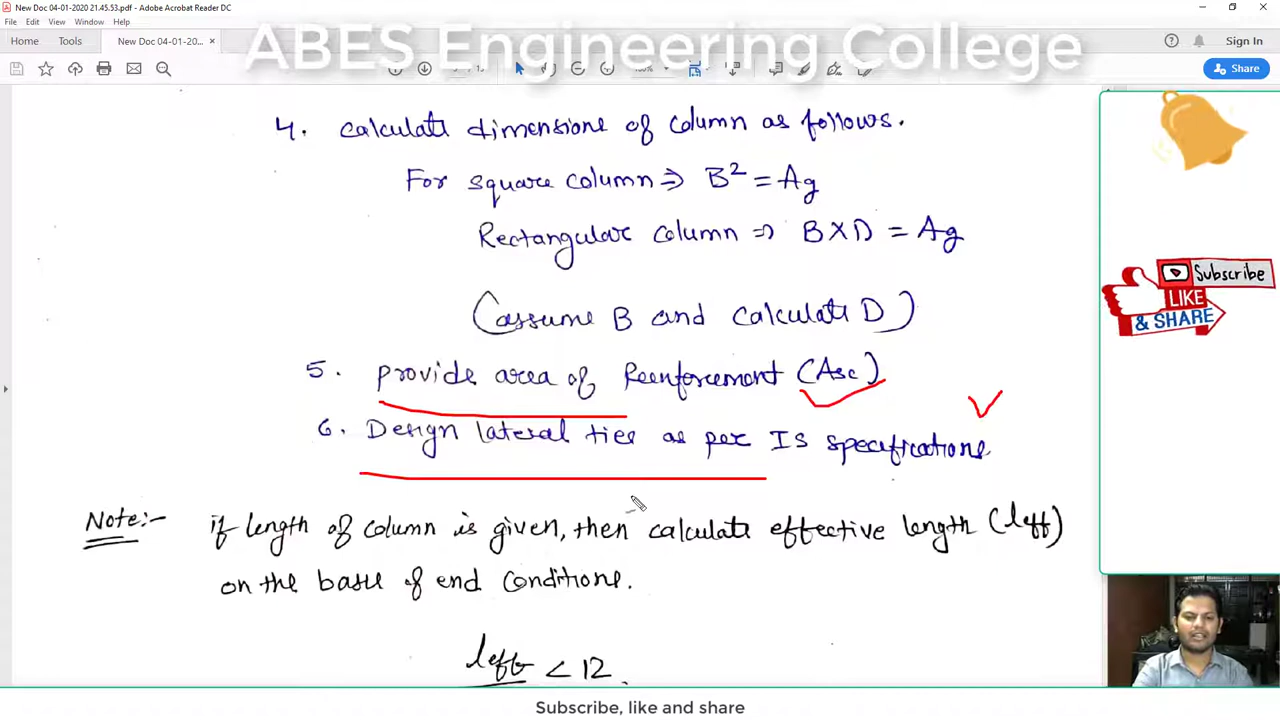 New Doc 04-01-2020 21.45.53.pdf - Adobe Acrobat Reader DC
File Edit View Window Help
Home Tools New Doc 04-01-20... × Sign In
ABES Engineering College
Share
4. Calculate dimensions of column as follows.
For square column ⇒ B² = Ag
Rectangular column ⇒ B X D = Ag
(assume B and calculate D)
5. Provide area of Reenforcement (Asc)
6. Design lateral ties as per IS specifications.
Note:- if length of column is given, then calculate effective length (leff)
on the basis of end conditions.
leff < 12
Subscribe
LIKE
& SHARE
Subscribe, like and share